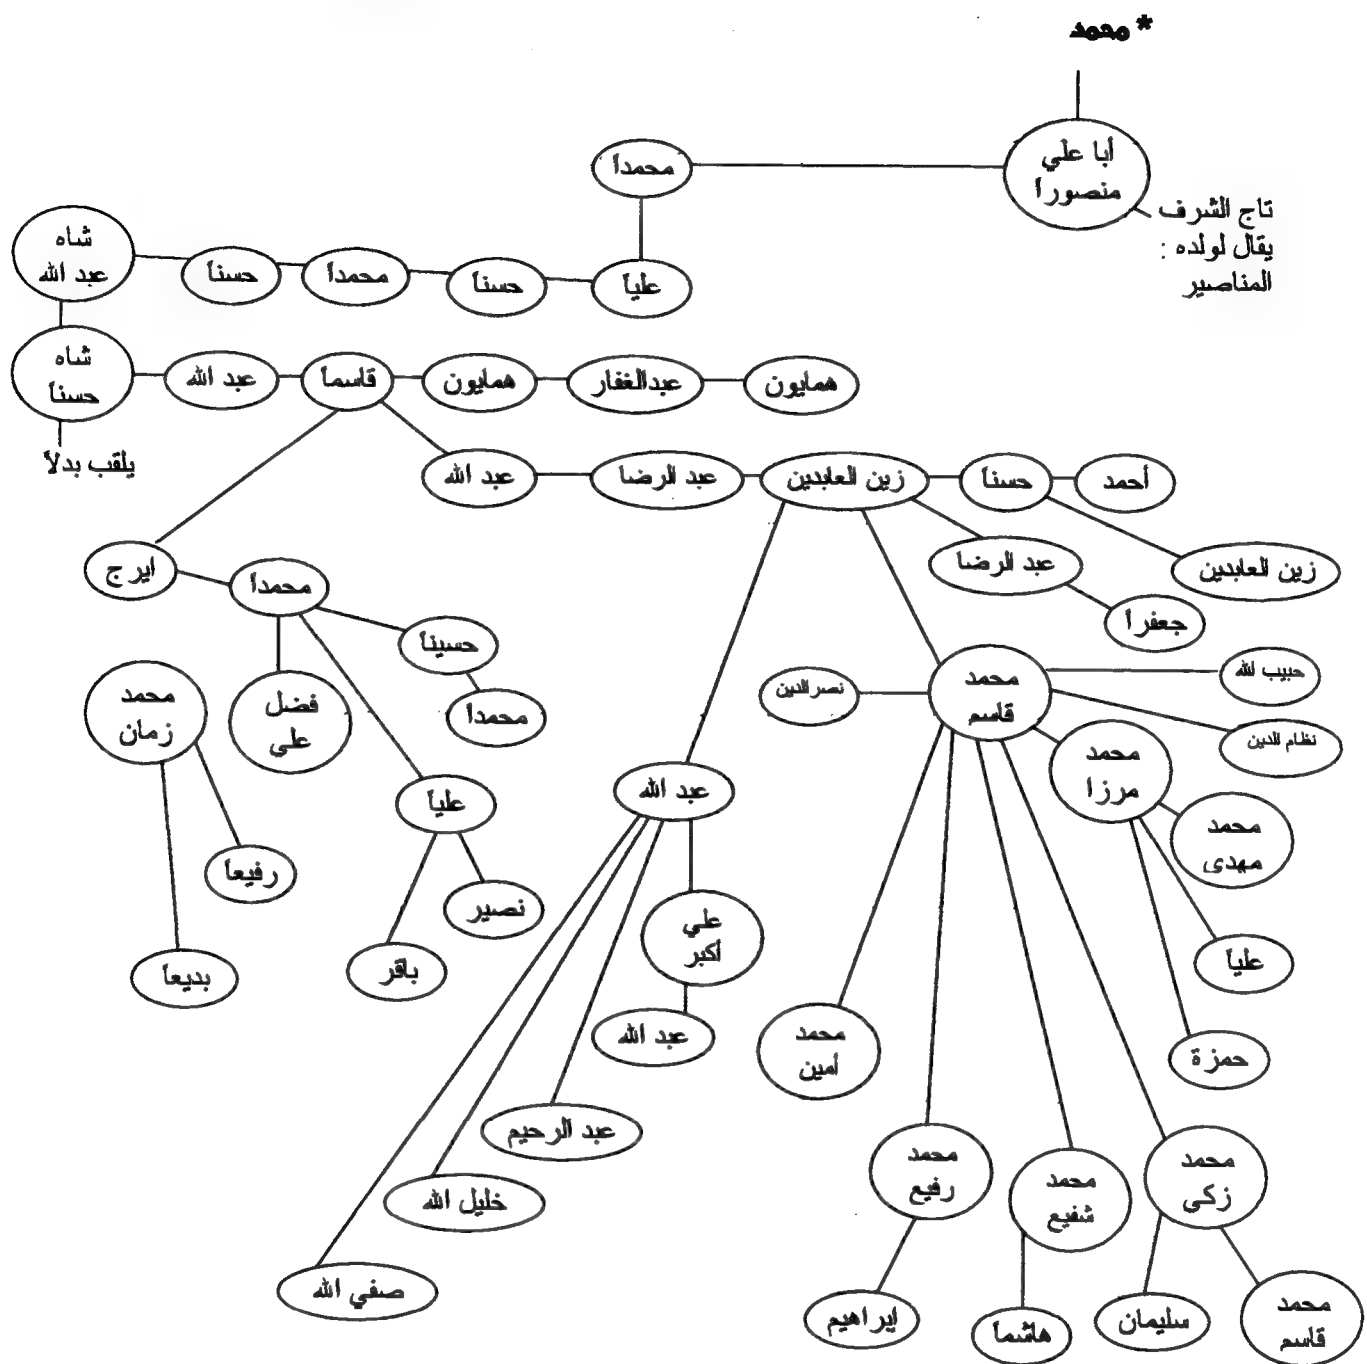 * محمد
أبا علي
منصوراً
تاج الشرف
يقال لولده :
المناصير
محمداً
علياً
حسناً
محمداً
حسناً
شاه
عبد الله
شاه
حسناً
يلقب بدلاً
عبد الله
قاسماً
همايون
عبدالغفار
همايون
عبد الله
عبد الرضا
زين العابدين
حسناً
أحمد
زين العابدين
عبد الرضا
جعفراً
ايرج
محمداً
حسيناً
محمداً
فضل
على
علياً
نصير
باقر
محمد
زمان
رفيعاً
بديعاً
محمد
قاسم
حبيب الله
نظام الدين
نصر الدين
محمد
مرزا
محمد
مهدى
علياً
حمزة
عبد الله
علي
أكبر
عبد الله
عبد الرحيم
خليل الله
صفي الله
محمد
أمين
محمد
رفيع
إبراهيم
محمد
شفيع
هاشماً
محمد
زكي
سليمان
محمد
قاسم